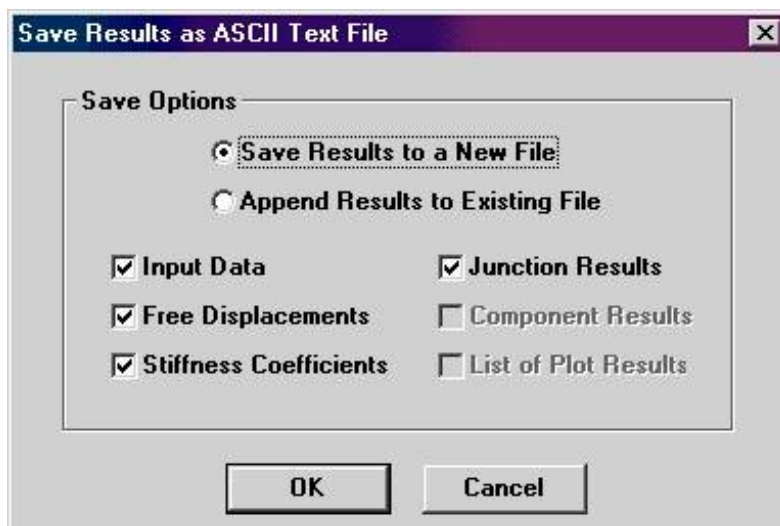 Save Results as ASCII Text File
Save Options
Save Results to a New File
Append Results to Existing File
Input Data
Junction Results
Free Displacements
Component Results
Stiffness Coefficients
List of Plot Results
OK
Cancel